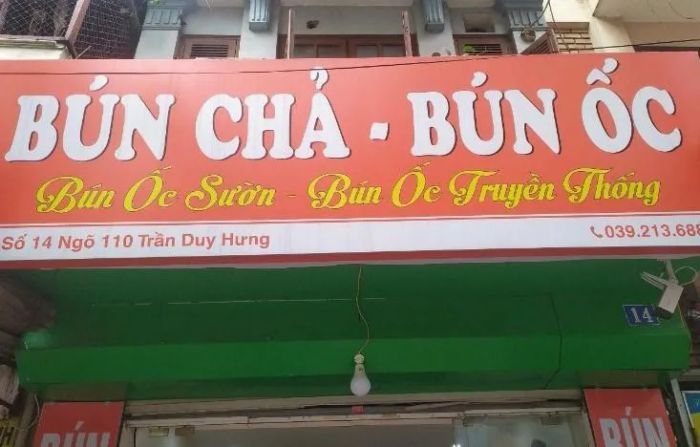 BÚN CHẢ - BÚN ỐC
Bún Ốc Sườn - Bún Ốc Truyền Thống
Số 14 Ngõ 110 Trần Duy Hưng
039.213.688
14
BÚN
BÚN